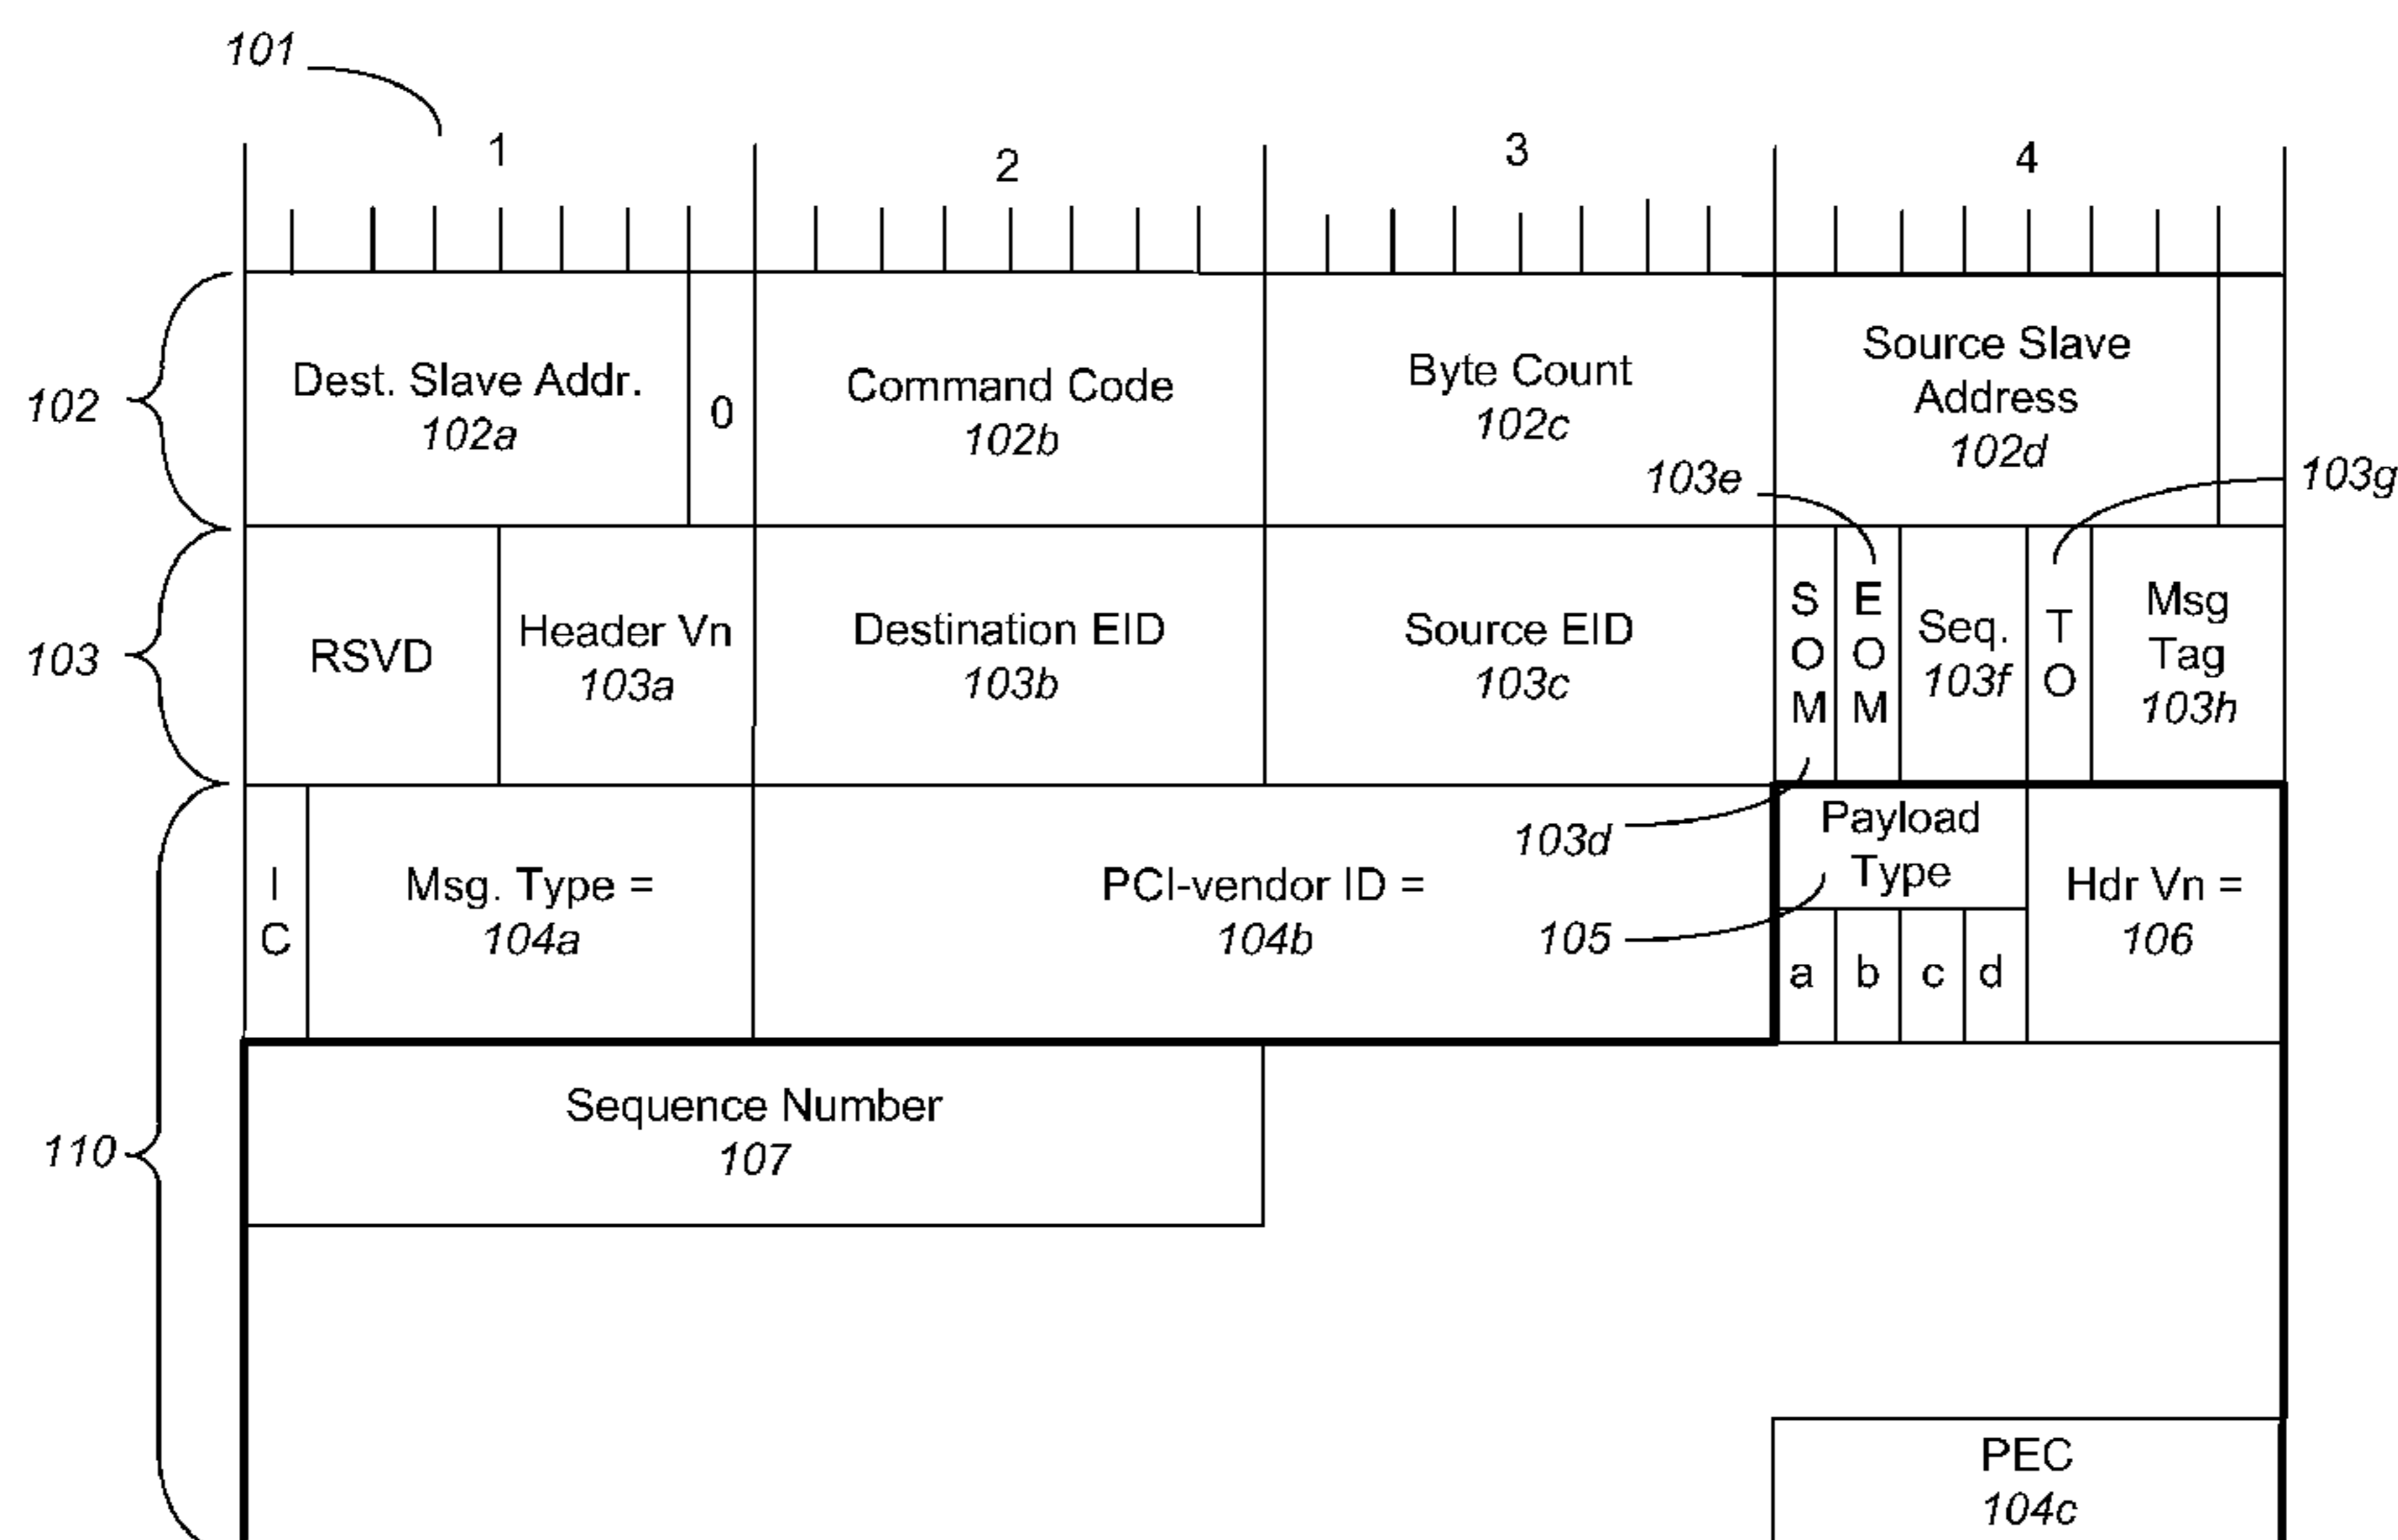 101
1
2
3
4
102
Dest. Slave Addr.
102a
0
Command Code
102b
Byte Count
102c
Source Slave
Address
102d
103e
103g
103
RSVD
Header Vn
103a
Destination EID
103b
Source EID
103c
S
O
M
E
O
M
Seq.
103f
T
O
Msg
Tag
103h
103d
110
I
C
Msg. Type =
104a
PCI-vendor ID =
104b
105
Payload
Type
a
b
c
d
Hdr Vn =
106
Sequence Number
107
PEC
104c